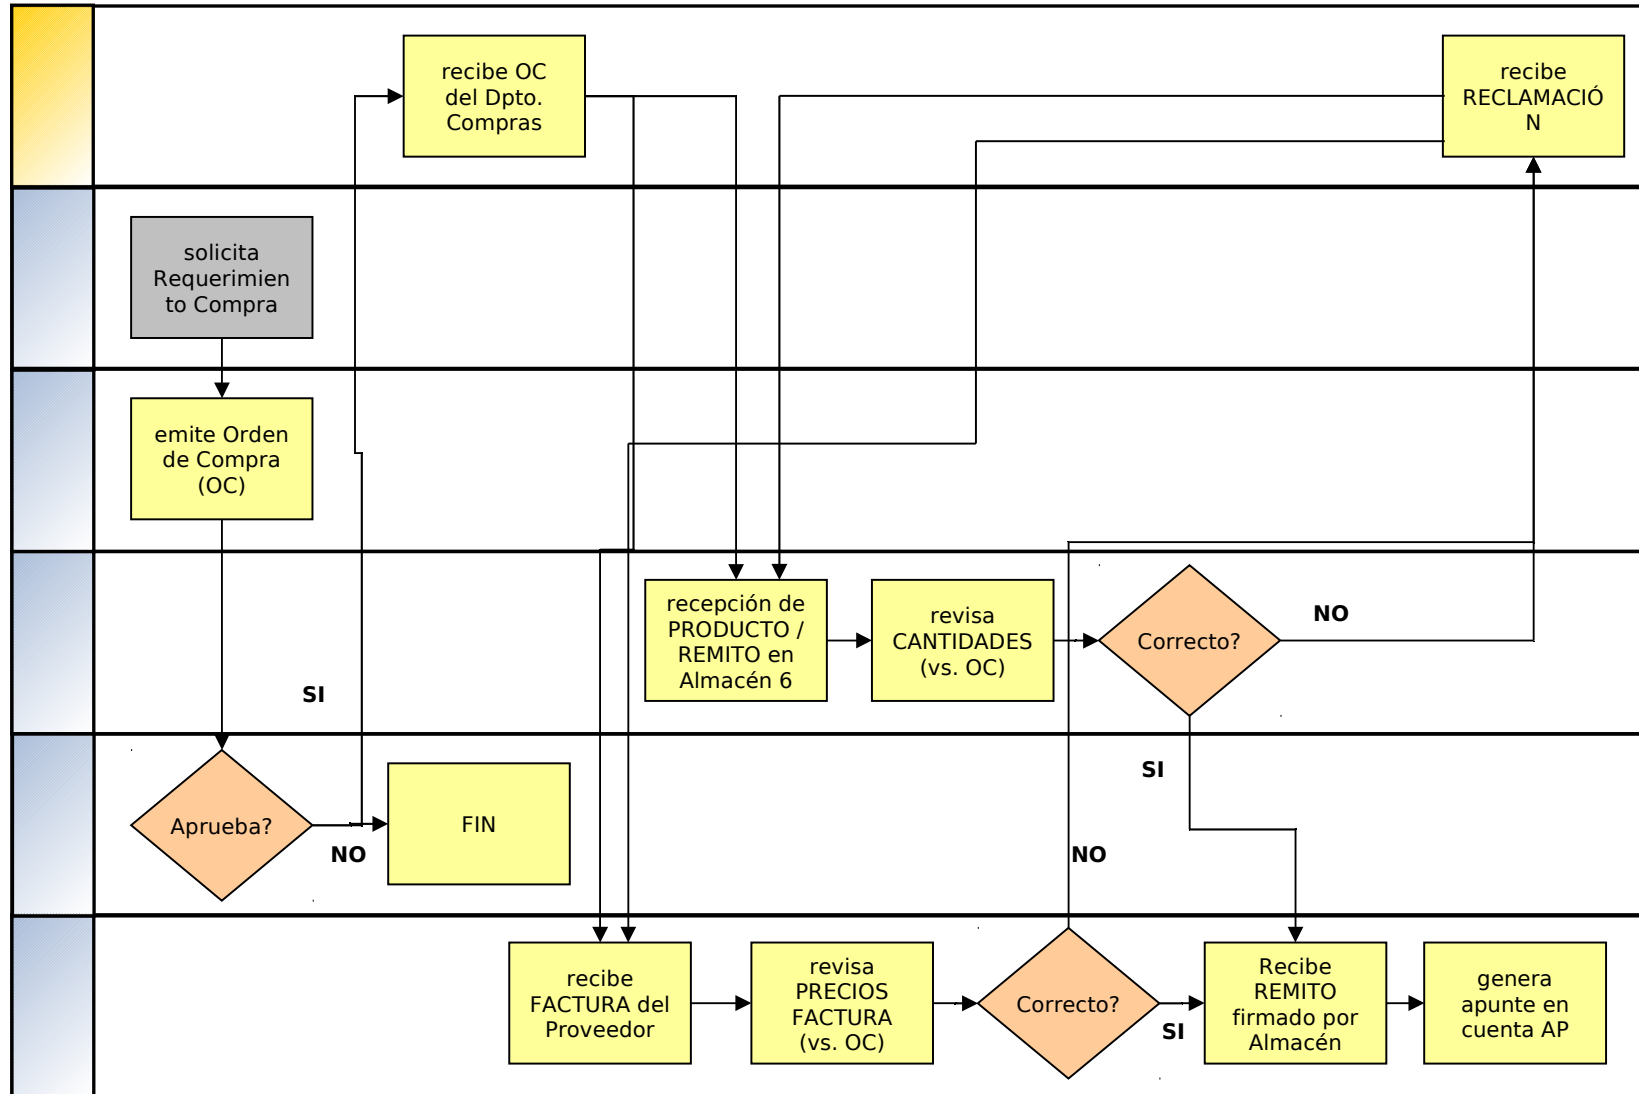 recibe OC
del Dpto.
Compras
recibe
RECLAMACIÓ
N
solicita
Requerimien
to Compra
emite Orden
de Compra
(OC)
recepción de
PRODUCTO /
REMITO en
Almacén 6
revisa
CANTIDADES
(vs. OC)
Correcto?
NO
SI
SI
Aprueba?
NO
FIN
NO
recibe
FACTURA del
Proveedor
revisa
PRECIOS
FACTURA
(vs. OC)
Correcto?
SI
Recibe
REMITO
firmado por
Almacén
genera
apunte en
cuenta AP